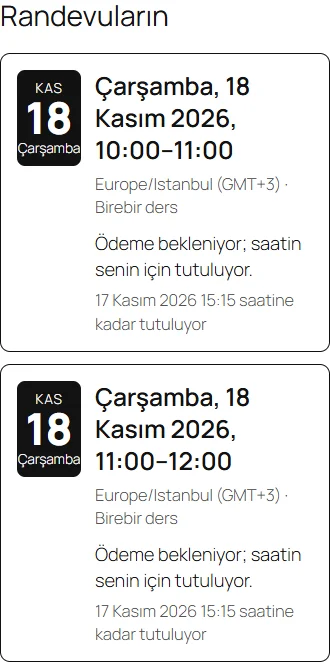 Randevuların
KAS
18
Çarşamba
Çarşamba, 18
Kasım 2026,
10:00–11:00
Europe/Istanbul (GMT+3) ·
Birebir ders
Ödeme bekleniyor; saatin
senin için tutuluyor.
17 Kasım 2026 15:15 saatine
kadar tutuluyor
KAS
18
Çarşamba
Çarşamba, 18
Kasım 2026,
11:00–12:00
Europe/Istanbul (GMT+3) ·
Birebir ders
Ödeme bekleniyor; saatin
senin için tutuluyor.
17 Kasım 2026 15:15 saatine
kadar tutuluyor